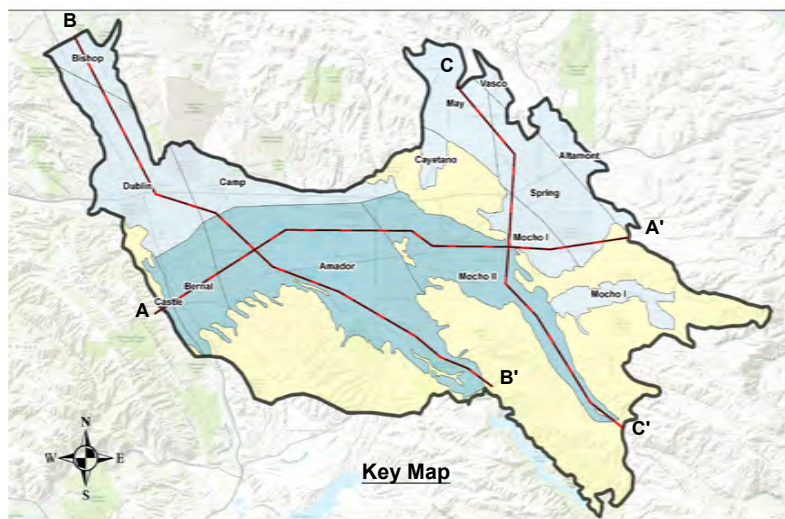 B
Bishop
C
Vasco
May
Altamont
Cayetano
Camp
Dublin
Spring
A'
Mocho I
Amador
Mocho II
Bernal
Mocho I
A
Castle
B'
C'
N
W E
S
Key Map